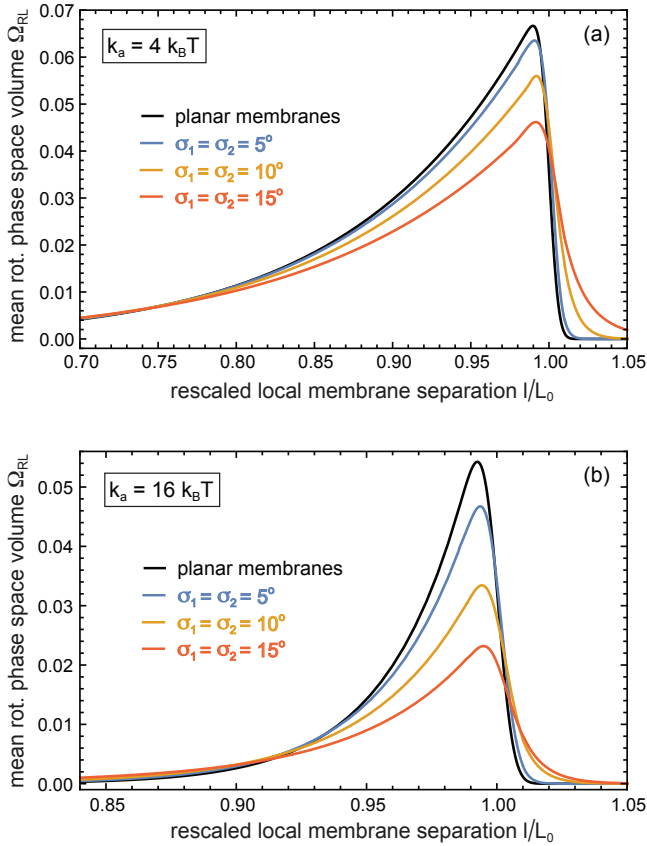 0.07
0.06
0.05
0.04
0.03
0.02
0.01
0.00
mean rot. phase space volume Ω_RL
k_a = 4 k_BT
(a)
planar membranes
σ₁ = σ₂ = 5°
σ₁ = σ₂ = 10°
σ₁ = σ₂ = 15°
0.70 0.75 0.80 0.85 0.90 0.95 1.00 1.05
rescaled local membrane separation l/L₀
0.05
0.04
0.03
0.02
0.01
0.00
mean rot. phase space volume Ω_RL
k_a = 16 k_BT
(b)
planar membranes
σ₁ = σ₂ = 5°
σ₁ = σ₂ = 10°
σ₁ = σ₂ = 15°
0.85 0.90 0.95 1.00 1.05
rescaled local membrane separation l/L₀